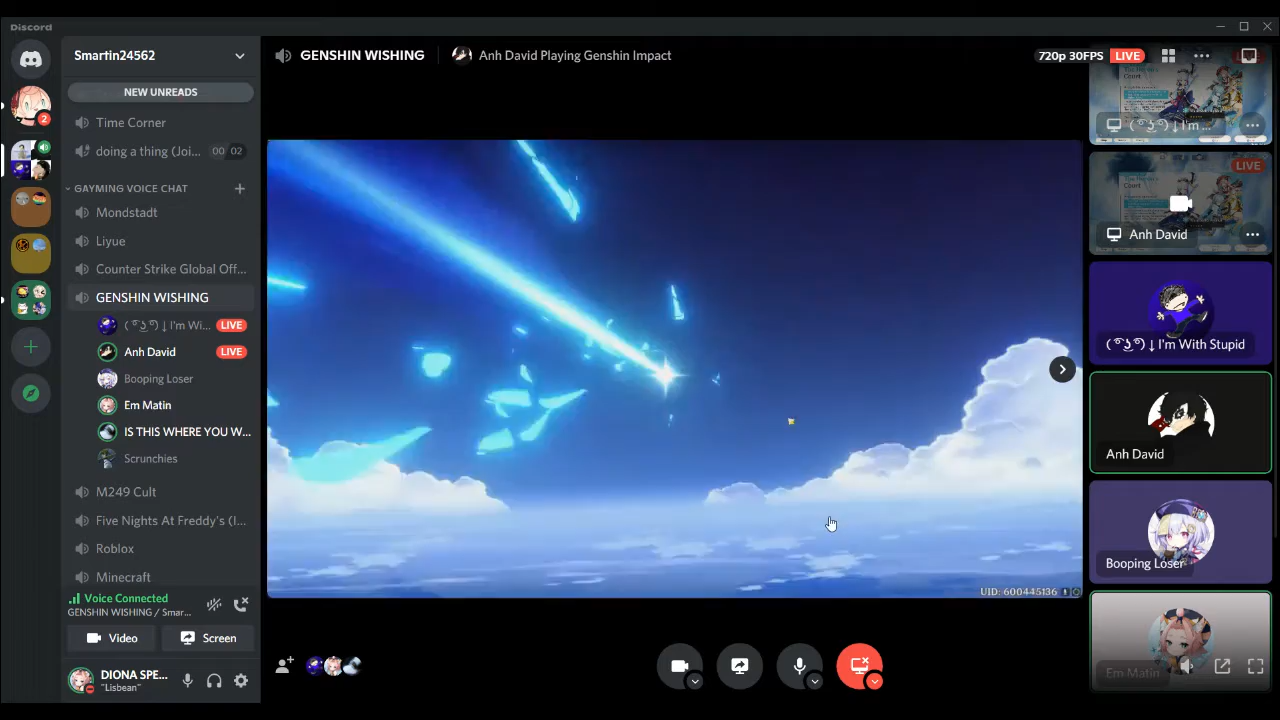 Discord
Smartin24562
NEW UNREADS
Time Corner
doing a thing (Joi... 00 02
GAYMING VOICE CHAT
Mondstadt
Liyue
Counter Strike Global Off...
GENSHIN WISHING
( ͡° ͜ʖ ͡°) ↓ I'm Wi... LIVE
Anh David LIVE
Booping Loser
Em Matin
IS THIS WHERE YOU W...
Scrunchies
M249 Cult
Five Nights At Freddy's (I...
Roblox
Minecraft
Voice Connected
GENSHIN WISHING / Smar...
Video Screen
DIONA SPE...
"Lisbean"
2
GENSHIN WISHING Anh David Playing Genshin Impact
720p 30FPS LIVE
UID: 600445136
( ͡° ͜ʖ ͡°) I'm ...
LIVE
Anh David
( ͡° ͜ʖ ͡°) ↓ I'm With Stupid
Anh David
Booping Loser
Em Matin